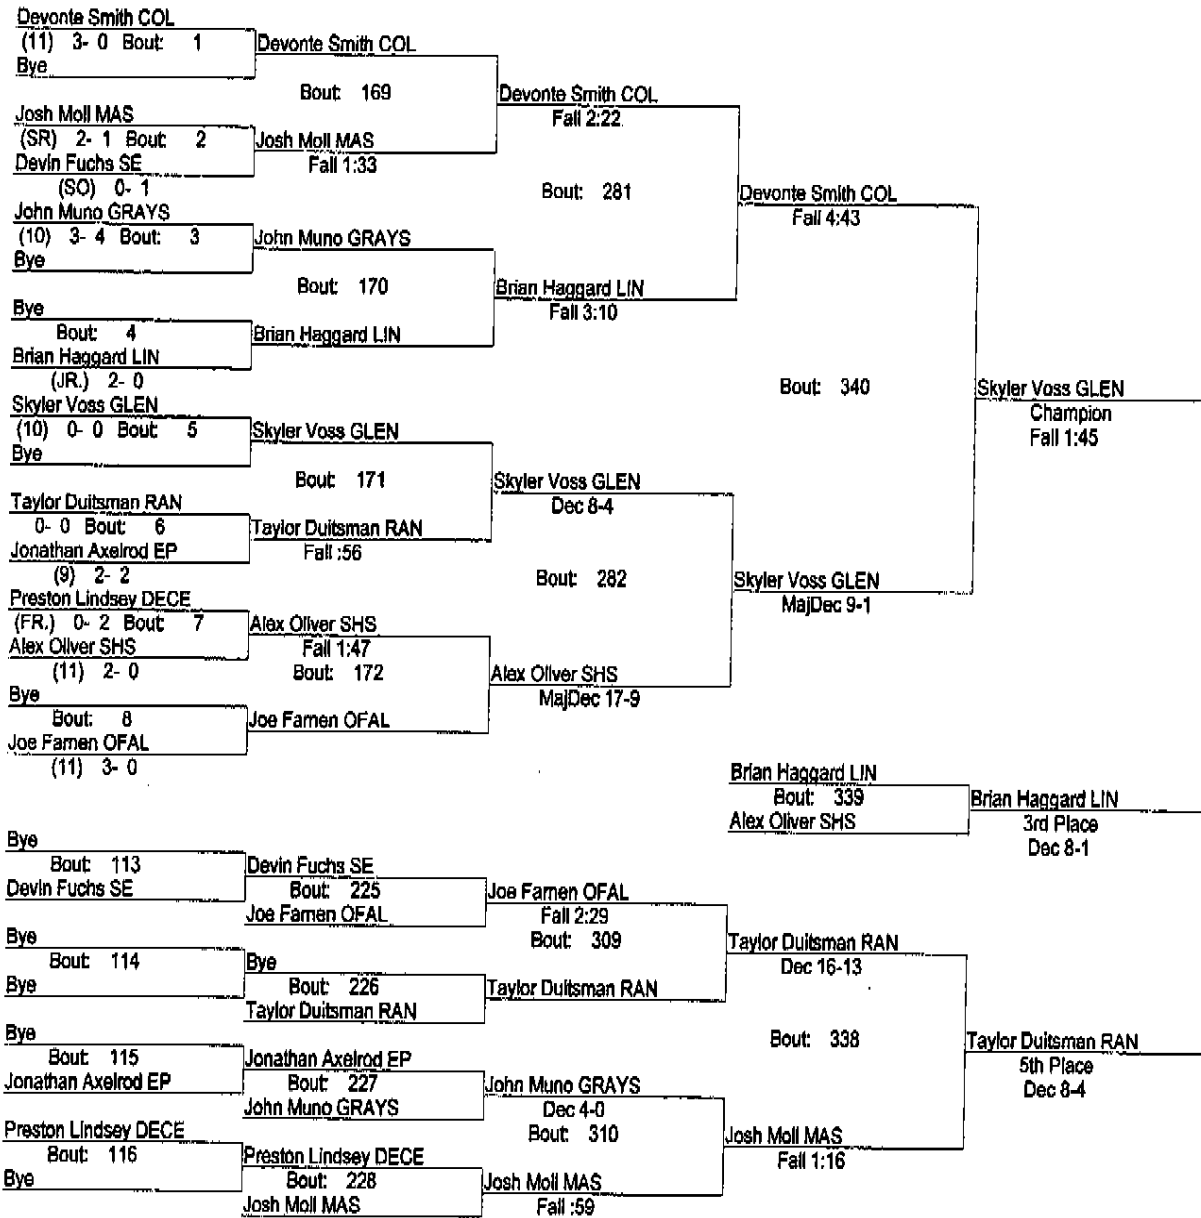 Devonte Smith COL
(11) 3- 0 Bout: 1
Bye
Devonte Smith COL
Bout: 169
Josh Moll MAS
(SR) 2- 1 Bout: 2
Devin Fuchs SE
(SO) 0- 1
Josh Moll MAS
Fall 1:33
Devonte Smith COL
Fall 2:22
Bout: 281
John Muno GRAYS
(10) 3- 4 Bout: 3
Bye
John Muno GRAYS
Bout: 170
Bye
Bout: 4
Brian Haggard LIN
(JR.) 2- 0
Brian Haggard LIN
Brian Haggard LIN
Fall 3:10
Devonte Smith COL
Fall 4:43
Bout: 340
Skyler Voss GLEN
(10) 0- 0 Bout: 5
Bye
Skyler Voss GLEN
Bout: 171
Taylor Duitsman RAN
0- 0 Bout: 6
Jonathan Axelrod EP
(9) 2- 2
Taylor Duitsman RAN
Fall :56
Skyler Voss GLEN
Dec 8-4
Bout: 282
Preston Lindsey DECE
(FR.) 0- 2 Bout: 7
Alex Oliver SHS
(11) 2- 0
Alex Oliver SHS
Fall 1:47
Bout: 172
Bye
Bout: 8
Joe Farnen OFAL
(11) 3- 0
Joe Farnen OFAL
Alex Oliver SHS
MajDec 17-9
Skyler Voss GLEN
MajDec 9-1
Skyler Voss GLEN
Champion
Fall 1:45
Brian Haggard LIN
Bout: 339
Alex Oliver SHS
Brian Haggard LIN
3rd Place
Dec 8-1
Bye
Bout: 113
Devin Fuchs SE
Devin Fuchs SE
Bout: 225
Joe Farnen OFAL
Joe Farnen OFAL
Fall 2:29
Bout: 309
Bye
Bout: 114
Bye
Bye
Bout: 226
Taylor Duitsman RAN
Taylor Duitsman RAN
Taylor Duitsman RAN
Dec 16-13
Bout: 338
Bye
Bout: 115
Jonathan Axelrod EP
Jonathan Axelrod EP
Bout: 227
John Muno GRAYS
John Muno GRAYS
Dec 4-0
Bout: 310
Preston Lindsey DECE
Bout: 116
Bye
Preston Lindsey DECE
Bout: 228
Josh Moll MAS
Josh Moll MAS
Fall :59
Josh Moll MAS
Fall 1:16
Taylor Duitsman RAN
5th Place
Dec 8-4